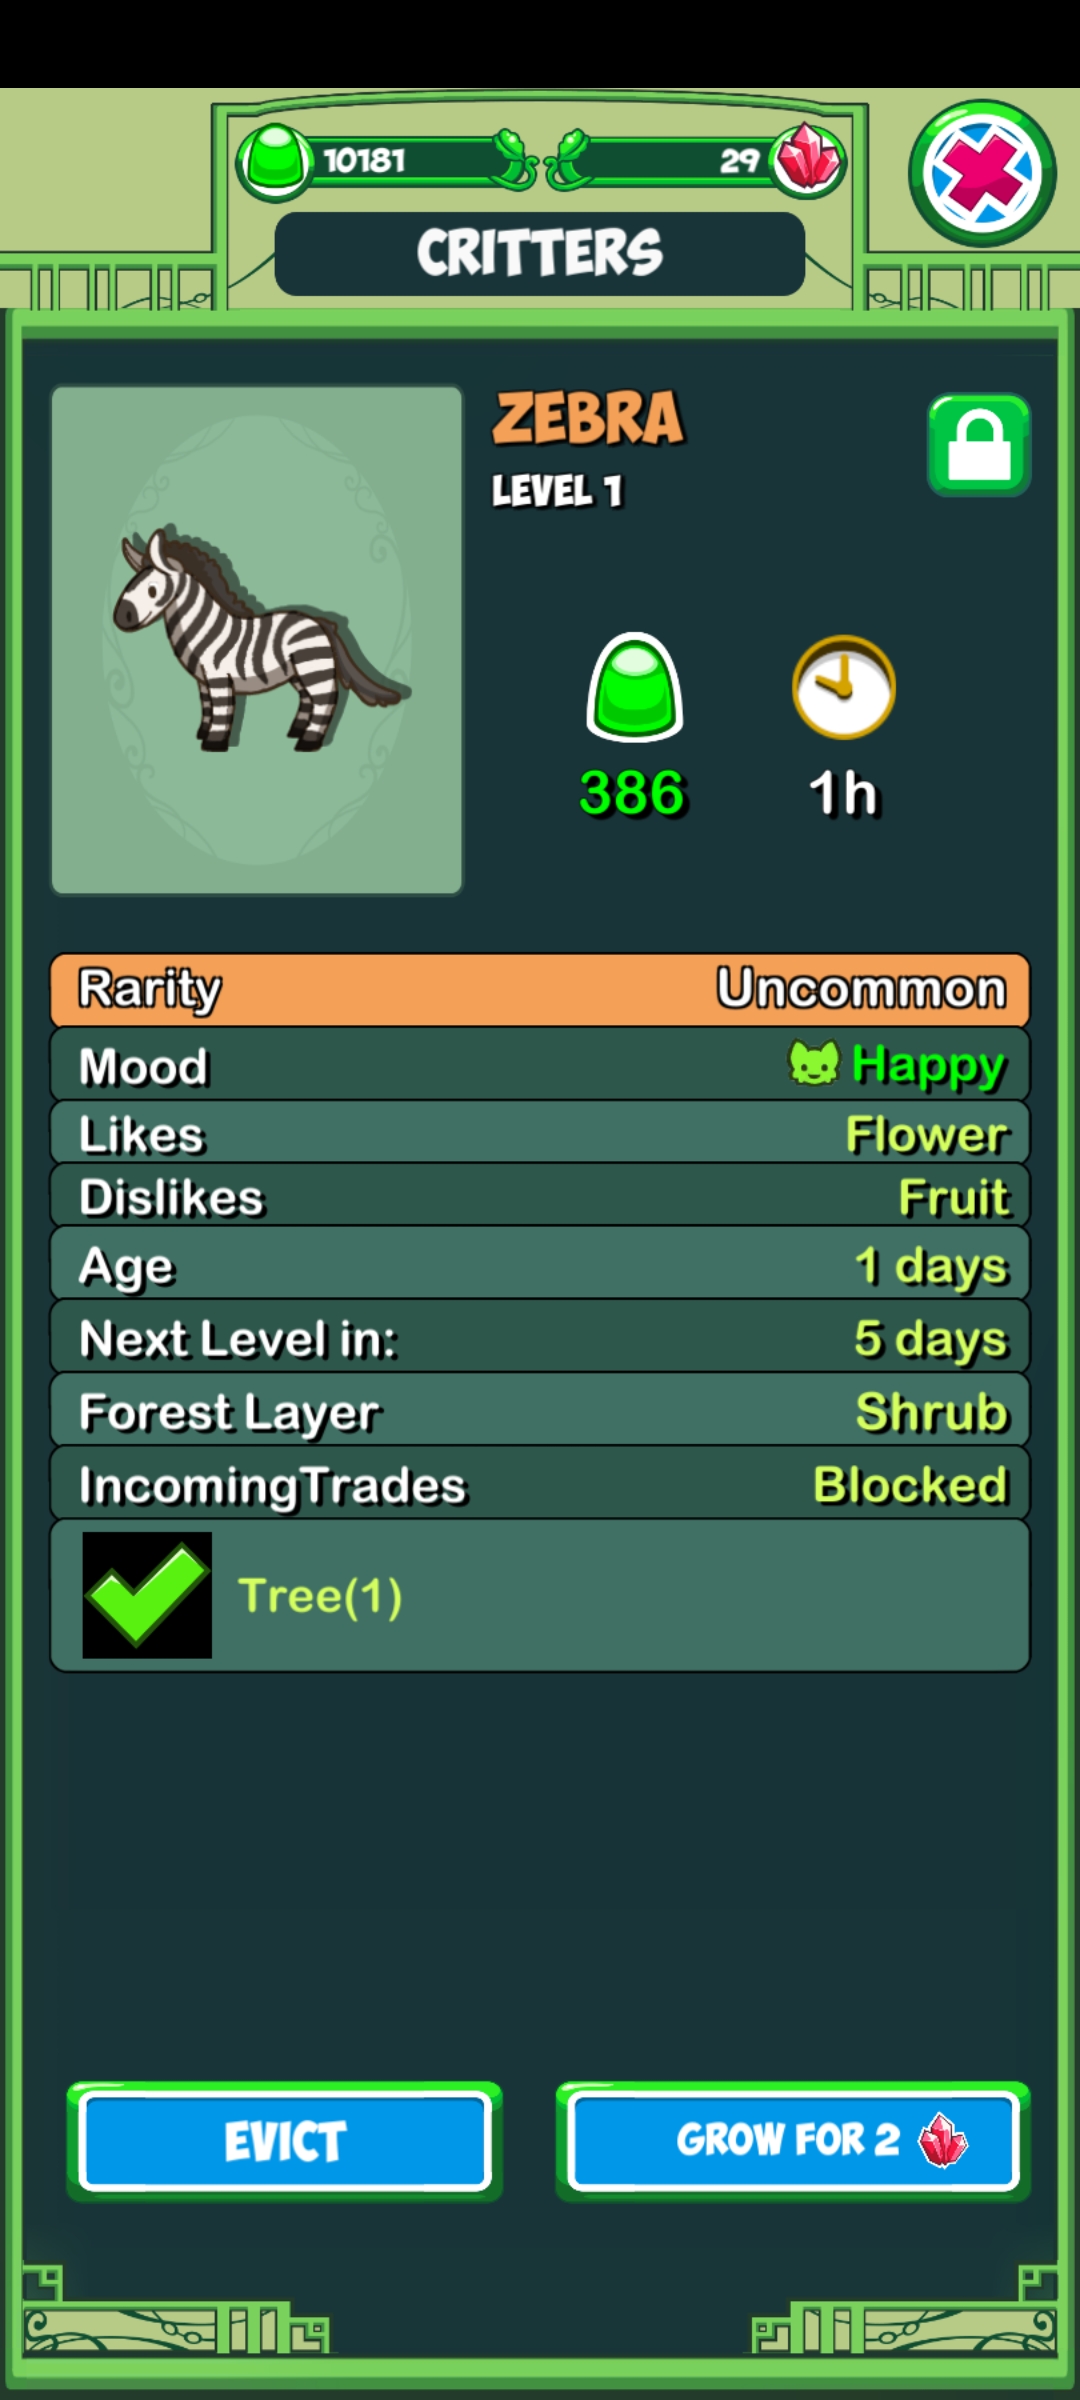 10181
29
CRITTERS
ZEBRA
LEVEL 1
386
1h
Rarity Uncommon
Mood Happy
Likes Flower
Dislikes Fruit
Age 1 days
Next Level in: 5 days
Forest Layer Shrub
IncomingTrades Blocked
Tree(1)
EVICT
GROW FOR 2